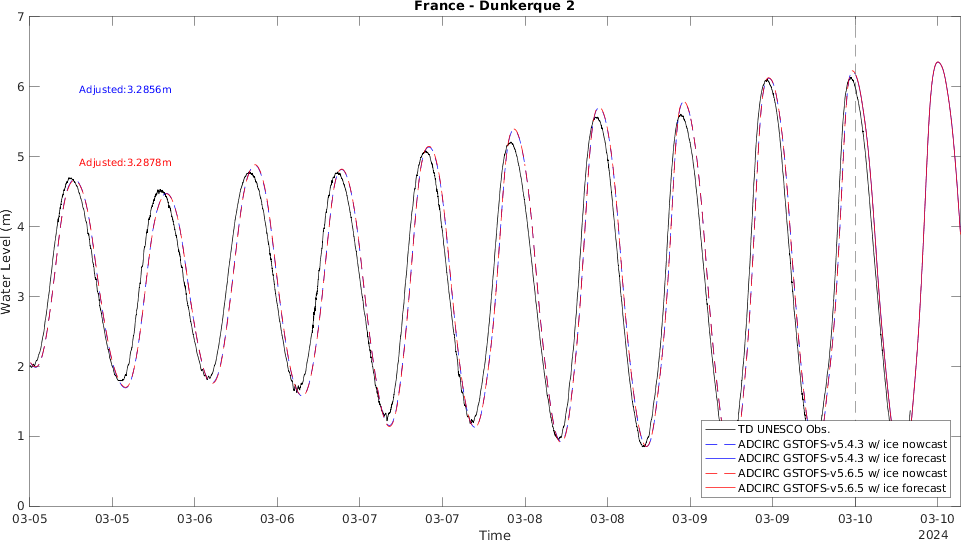 France - Dunkerque 2
7
6
5
4
3
2
1
0
Water Level (m)
Adjusted:3.2856m
Adjusted:3.2878m
TD UNESCO Obs.
ADCIRC GSTOFS-v5.4.3 w/ ice nowcast
ADCIRC GSTOFS-v5.4.3 w/ ice forecast
ADCIRC GSTOFS-v5.6.5 w/ ice nowcast
ADCIRC GSTOFS-v5.6.5 w/ ice forecast
03-05 03-05 03-06 03-06 03-07 03-07 03-08 03-08 03-09 03-09 03-10 03-10
2024
Time